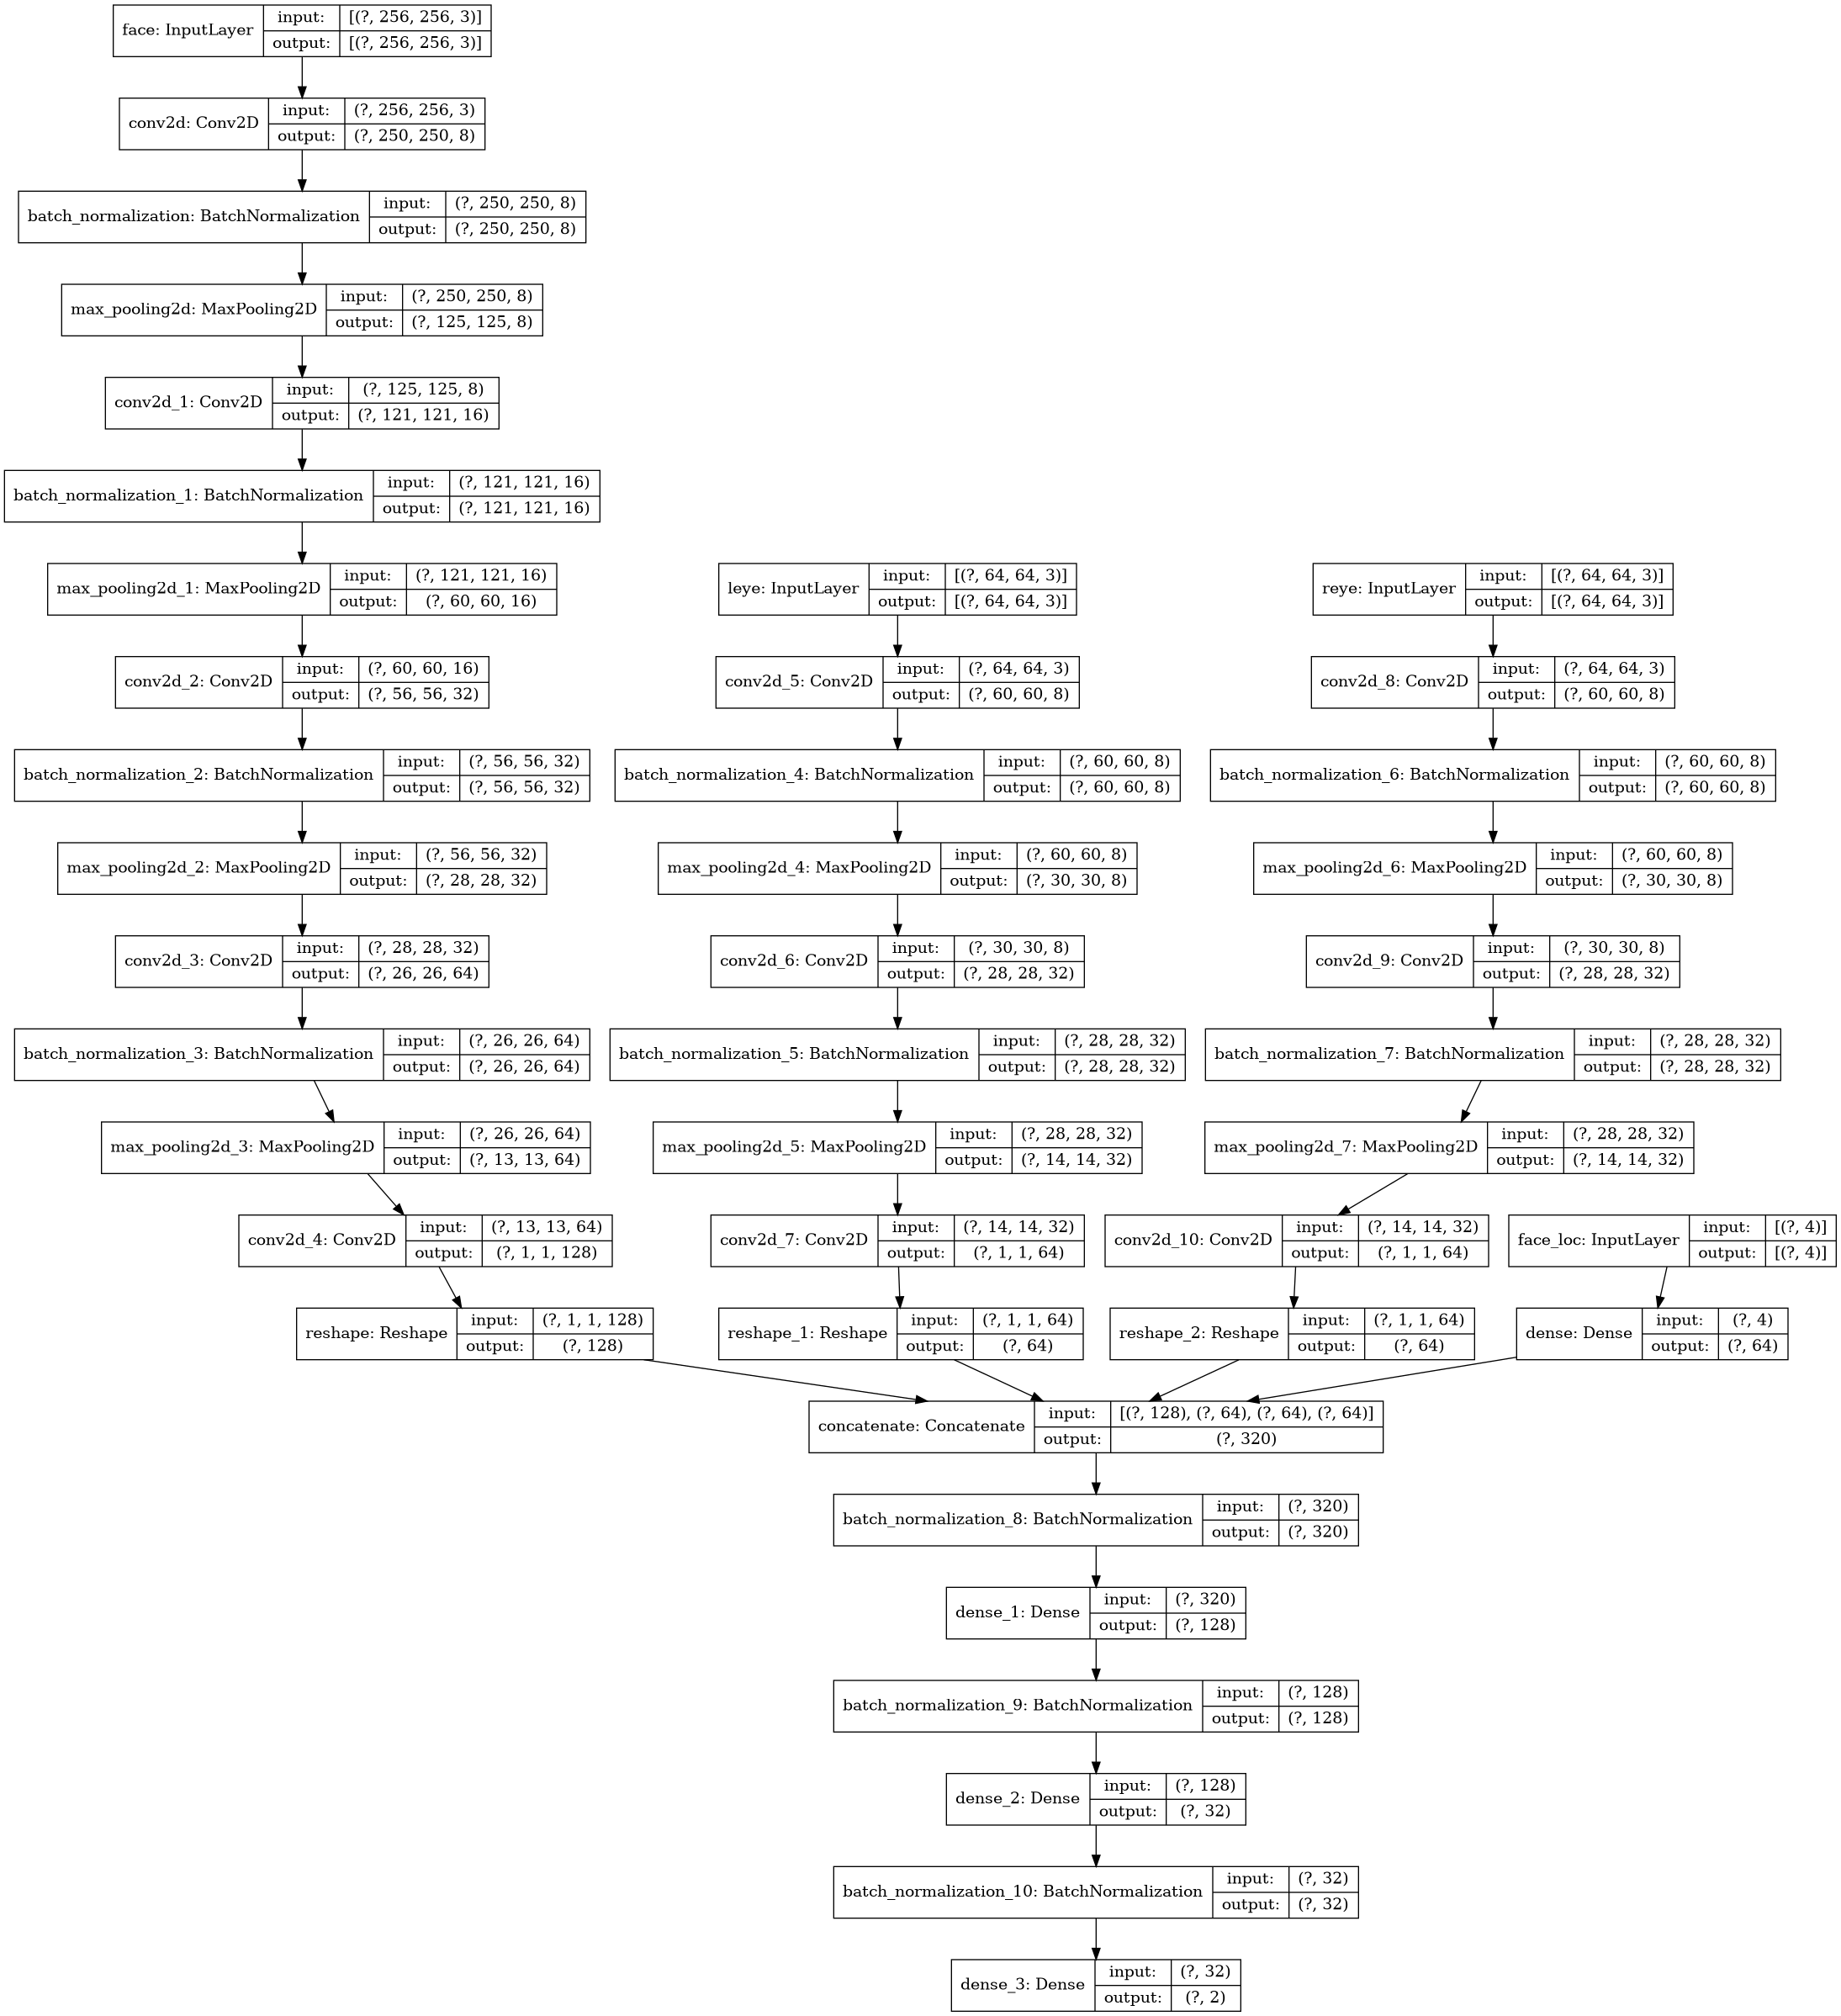 face: InputLayer
input: [(?, 256, 256, 3)]
output: [(?, 256, 256, 3)]
conv2d: Conv2D
input: (?, 256, 256, 3)
output: (?, 250, 250, 8)
batch_normalization: BatchNormalization
input: (?, 250, 250, 8)
output: (?, 250, 250, 8)
max_pooling2d: MaxPooling2D
input: (?, 250, 250, 8)
output: (?, 125, 125, 8)
conv2d_1: Conv2D
input: (?, 125, 125, 8)
output: (?, 121, 121, 16)
batch_normalization_1: BatchNormalization
input: (?, 121, 121, 16)
output: (?, 121, 121, 16)
max_pooling2d_1: MaxPooling2D
input: (?, 121, 121, 16)
output: (?, 60, 60, 16)
leye: InputLayer
input: [(?, 64, 64, 3)]
output: [(?, 64, 64, 3)]
reye: InputLayer
input: [(?, 64, 64, 3)]
output: [(?, 64, 64, 3)]
conv2d_2: Conv2D
input: (?, 60, 60, 16)
output: (?, 56, 56, 32)
conv2d_5: Conv2D
input: (?, 64, 64, 3)
output: (?, 60, 60, 8)
conv2d_8: Conv2D
input: (?, 64, 64, 3)
output: (?, 60, 60, 8)
batch_normalization_2: BatchNormalization
input: (?, 56, 56, 32)
output: (?, 56, 56, 32)
batch_normalization_4: BatchNormalization
input: (?, 60, 60, 8)
output: (?, 60, 60, 8)
batch_normalization_6: BatchNormalization
input: (?, 60, 60, 8)
output: (?, 60, 60, 8)
max_pooling2d_2: MaxPooling2D
input: (?, 56, 56, 32)
output: (?, 28, 28, 32)
max_pooling2d_4: MaxPooling2D
input: (?, 60, 60, 8)
output: (?, 30, 30, 8)
max_pooling2d_6: MaxPooling2D
input: (?, 60, 60, 8)
output: (?, 30, 30, 8)
conv2d_3: Conv2D
input: (?, 28, 28, 32)
output: (?, 26, 26, 64)
conv2d_6: Conv2D
input: (?, 30, 30, 8)
output: (?, 28, 28, 32)
conv2d_9: Conv2D
input: (?, 30, 30, 8)
output: (?, 28, 28, 32)
batch_normalization_3: BatchNormalization
input: (?, 26, 26, 64)
output: (?, 26, 26, 64)
batch_normalization_5: BatchNormalization
input: (?, 28, 28, 32)
output: (?, 28, 28, 32)
batch_normalization_7: BatchNormalization
input: (?, 28, 28, 32)
output: (?, 28, 28, 32)
max_pooling2d_3: MaxPooling2D
input: (?, 26, 26, 64)
output: (?, 13, 13, 64)
max_pooling2d_5: MaxPooling2D
input: (?, 28, 28, 32)
output: (?, 14, 14, 32)
max_pooling2d_7: MaxPooling2D
input: (?, 28, 28, 32)
output: (?, 14, 14, 32)
conv2d_4: Conv2D
input: (?, 13, 13, 64)
output: (?, 1, 1, 128)
conv2d_7: Conv2D
input: (?, 14, 14, 32)
output: (?, 1, 1, 64)
conv2d_10: Conv2D
input: (?, 14, 14, 32)
output: (?, 1, 1, 64)
face_loc: InputLayer
input: [(?, 4)]
output: [(?, 4)]
reshape: Reshape
input: (?, 1, 1, 128)
output: (?, 128)
reshape_1: Reshape
input: (?, 1, 1, 64)
output: (?, 64)
reshape_2: Reshape
input: (?, 1, 1, 64)
output: (?, 64)
dense: Dense
input: (?, 4)
output: (?, 64)
concatenate: Concatenate
input: [(?, 128), (?, 64), (?, 64), (?, 64)]
output: (?, 320)
batch_normalization_8: BatchNormalization
input: (?, 320)
output: (?, 320)
dense_1: Dense
input: (?, 320)
output: (?, 128)
batch_normalization_9: BatchNormalization
input: (?, 128)
output: (?, 128)
dense_2: Dense
input: (?, 128)
output: (?, 32)
batch_normalization_10: BatchNormalization
input: (?, 32)
output: (?, 32)
dense_3: Dense
input: (?, 32)
output: (?, 2)